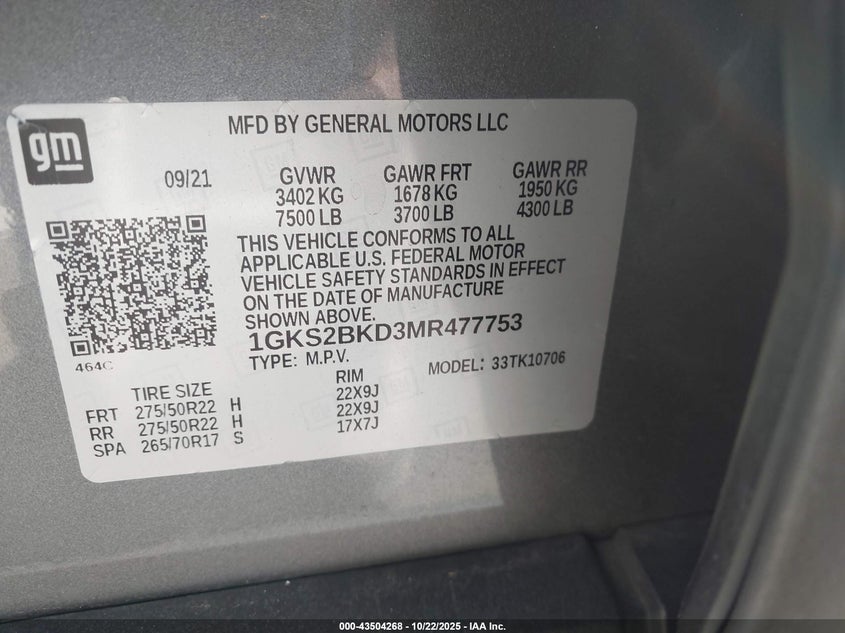 gm
MFD BY GENERAL MOTORS LLC
09/21
GVWR GAWR FRT GAWR RR
3402 KG 1678 KG 1950 KG
7500 LB 3700 LB 4300 LB
THIS VEHICLE CONFORMS TO ALL
APPLICABLE U.S. FEDERAL MOTOR
VEHICLE SAFETY STANDARDS IN EFFECT
ON THE DATE OF MANUFACTURE
SHOWN ABOVE.
1GKS2BKD3MR477753
464C
TYPE: M.P.V. MODEL: 33TK10706
TIRE SIZE RIM
FRT 275/50R22 H 22X9J
RR 275/50R22 H 22X9J
SPA 265/70R17 S 17X7J
000-43504268 - 10/22/2025 - IAA Inc.